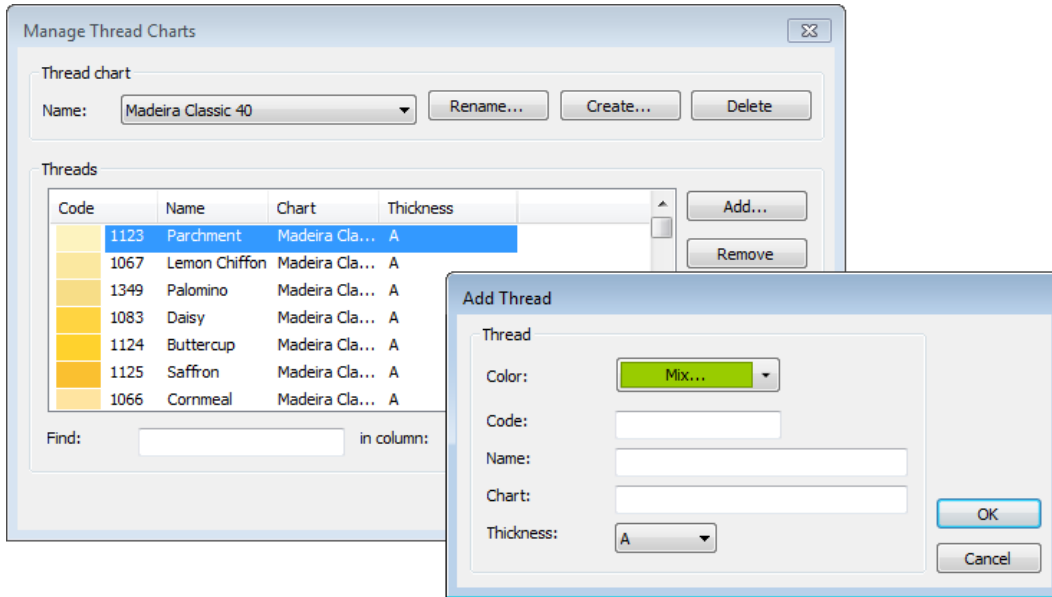 Manage Thread Charts
Thread chart
Name: Madeira Classic 40 Rename... Create... Delete
Threads
Code Name Chart Thickness Add...
1123 Parchment Madeira Cla... A
Remove
1067 Lemon Chiffon Madeira Cla... A
1349 Palomino Madeira Cla... A
1083 Daisy Madeira Cla... A
1124 Buttercup Madeira Cla... A
1125 Saffron Madeira Cla... A
1066 Cornmeal Madeira Cla... A
Find: in column:
Add Thread
Thread
Color: Mix...
Code:
Name:
Chart:
Thickness: A
OK
Cancel